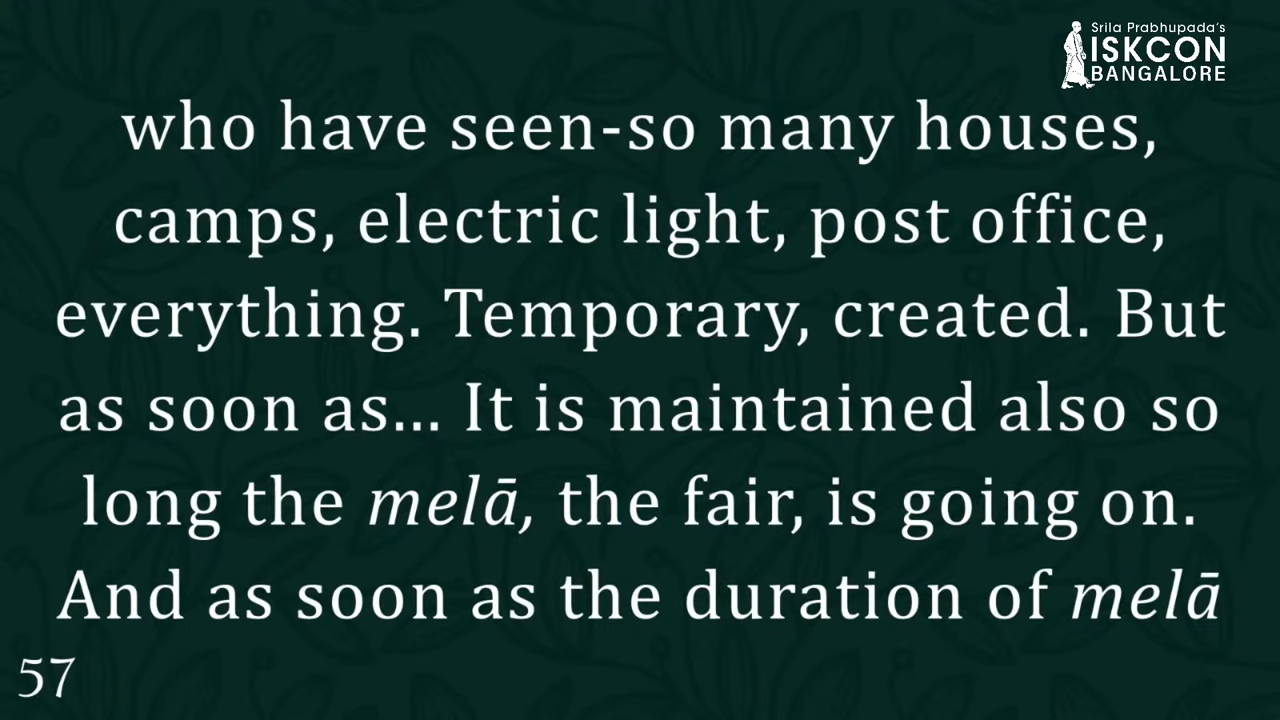 Srila Prabhupada's
ISKCON
BANGALORE
who have seen-so many houses,
camps, electric light, post office,
everything. Temporary, created. But
as soon as... It is maintained also so
long the melā, the fair, is going on.
And as soon as the duration of melā
57